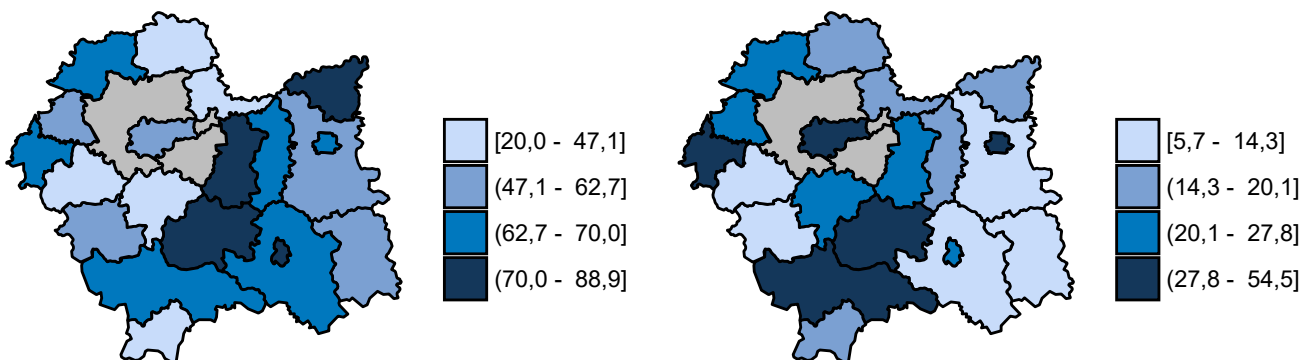 [20,0 - 47,1]
(47,1 - 62,7]
(62,7 - 70,0]
(70,0 - 88,9]
[5,7 - 14,3]
(14,3 - 20,1]
(20,1 - 27,8]
(27,8 - 54,5]